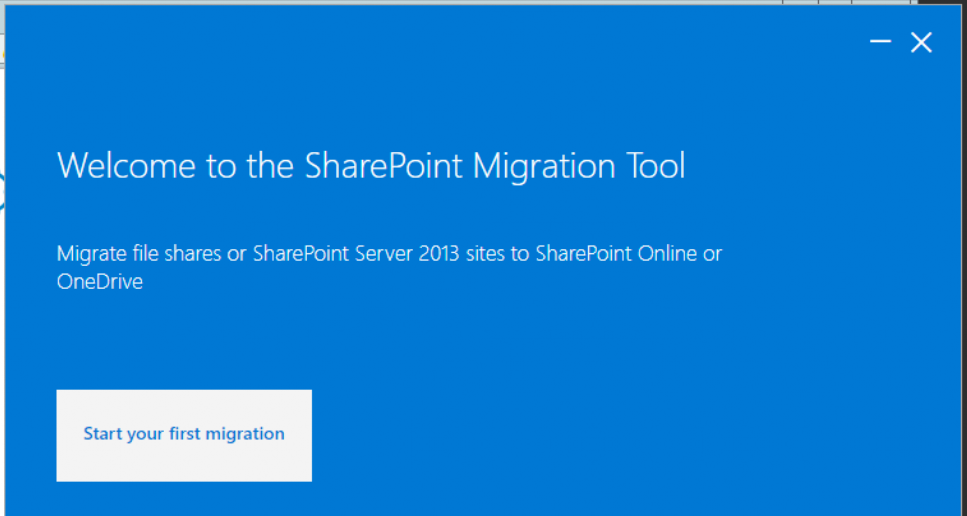 Welcome to the SharePoint Migration Tool
Migrate file shares or SharePoint Server 2013 sites to SharePoint Online or
OneDrive
Start your first migration